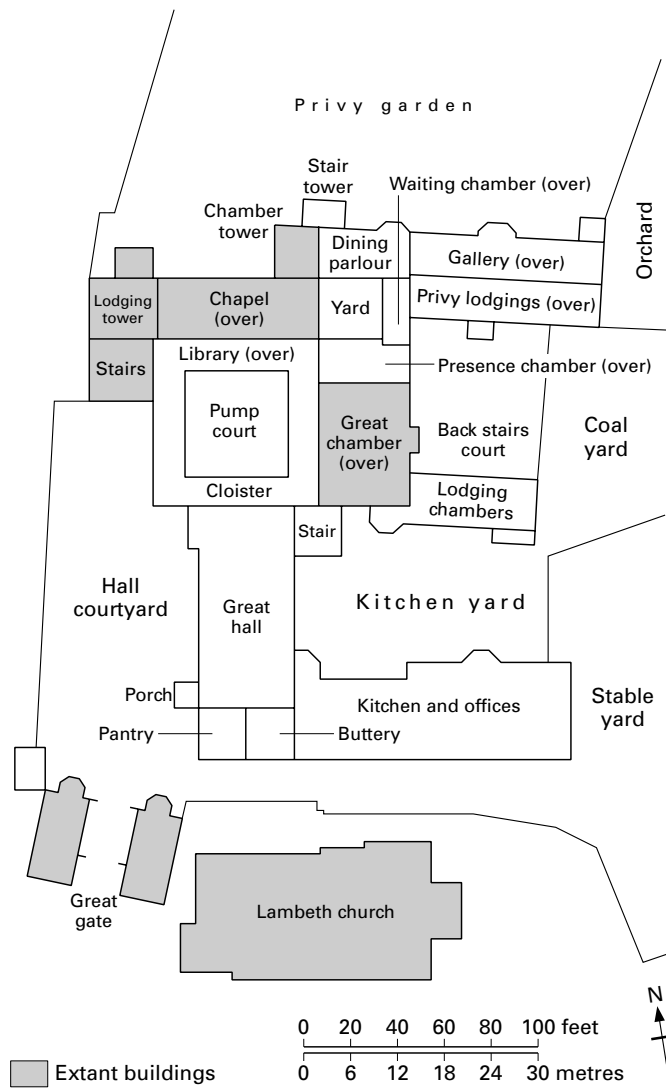 Privy garden
Stair
tower
Waiting chamber (over)
Chamber
tower
Dining
parlour
Gallery (over)
Orchard
Lodging
tower
Chapel
(over)
Yard
Privy lodgings (over)
Stairs
Library (over)
Presence chamber (over)
Pump
court
Great
chamber
(over)
Back stairs
court
Coal
yard
Cloister
Lodging
chambers
Stair
Hall
courtyard
Great
hall
Kitchen yard
Porch
Kitchen and offices
Stable
yard
Pantry
Buttery
Great
gate
Lambeth church
N
0 20 40 60 80 100 feet
0 6 12 18 24 30 metres
Extant buildings